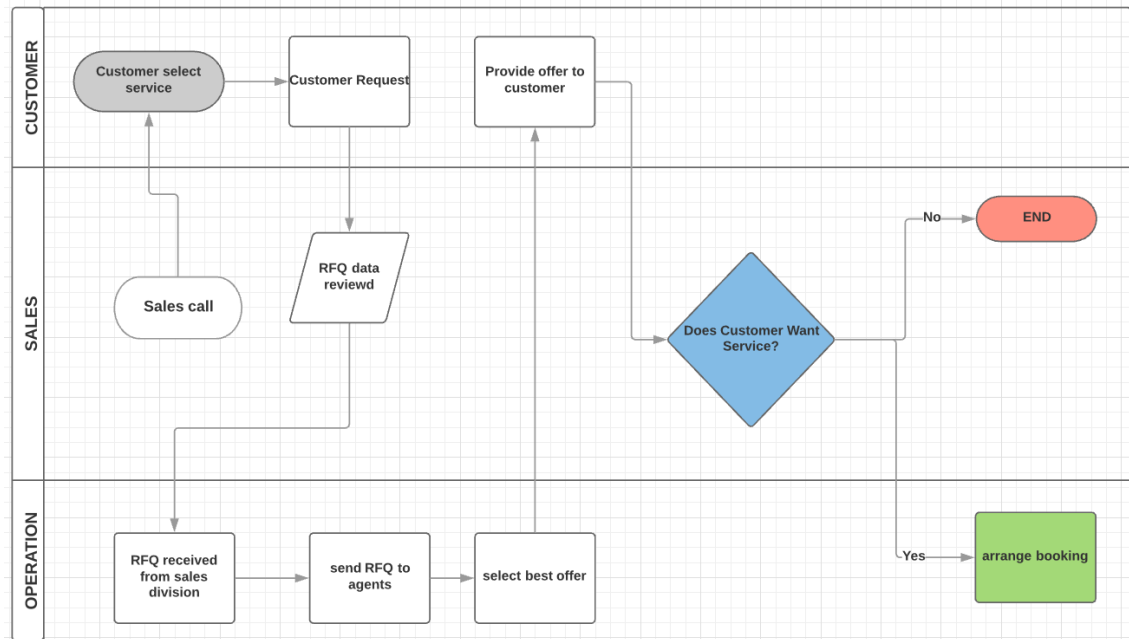 CUSTOMER
Customer select
service
Customer Request
Provide offer to
customer
SALES
Sales call
RFQ data
reviewd
Does Customer Want
Service?
No
END
OPERATION
RFQ received
from sales
division
send RFQ to
agents
select best offer
Yes
arrange booking